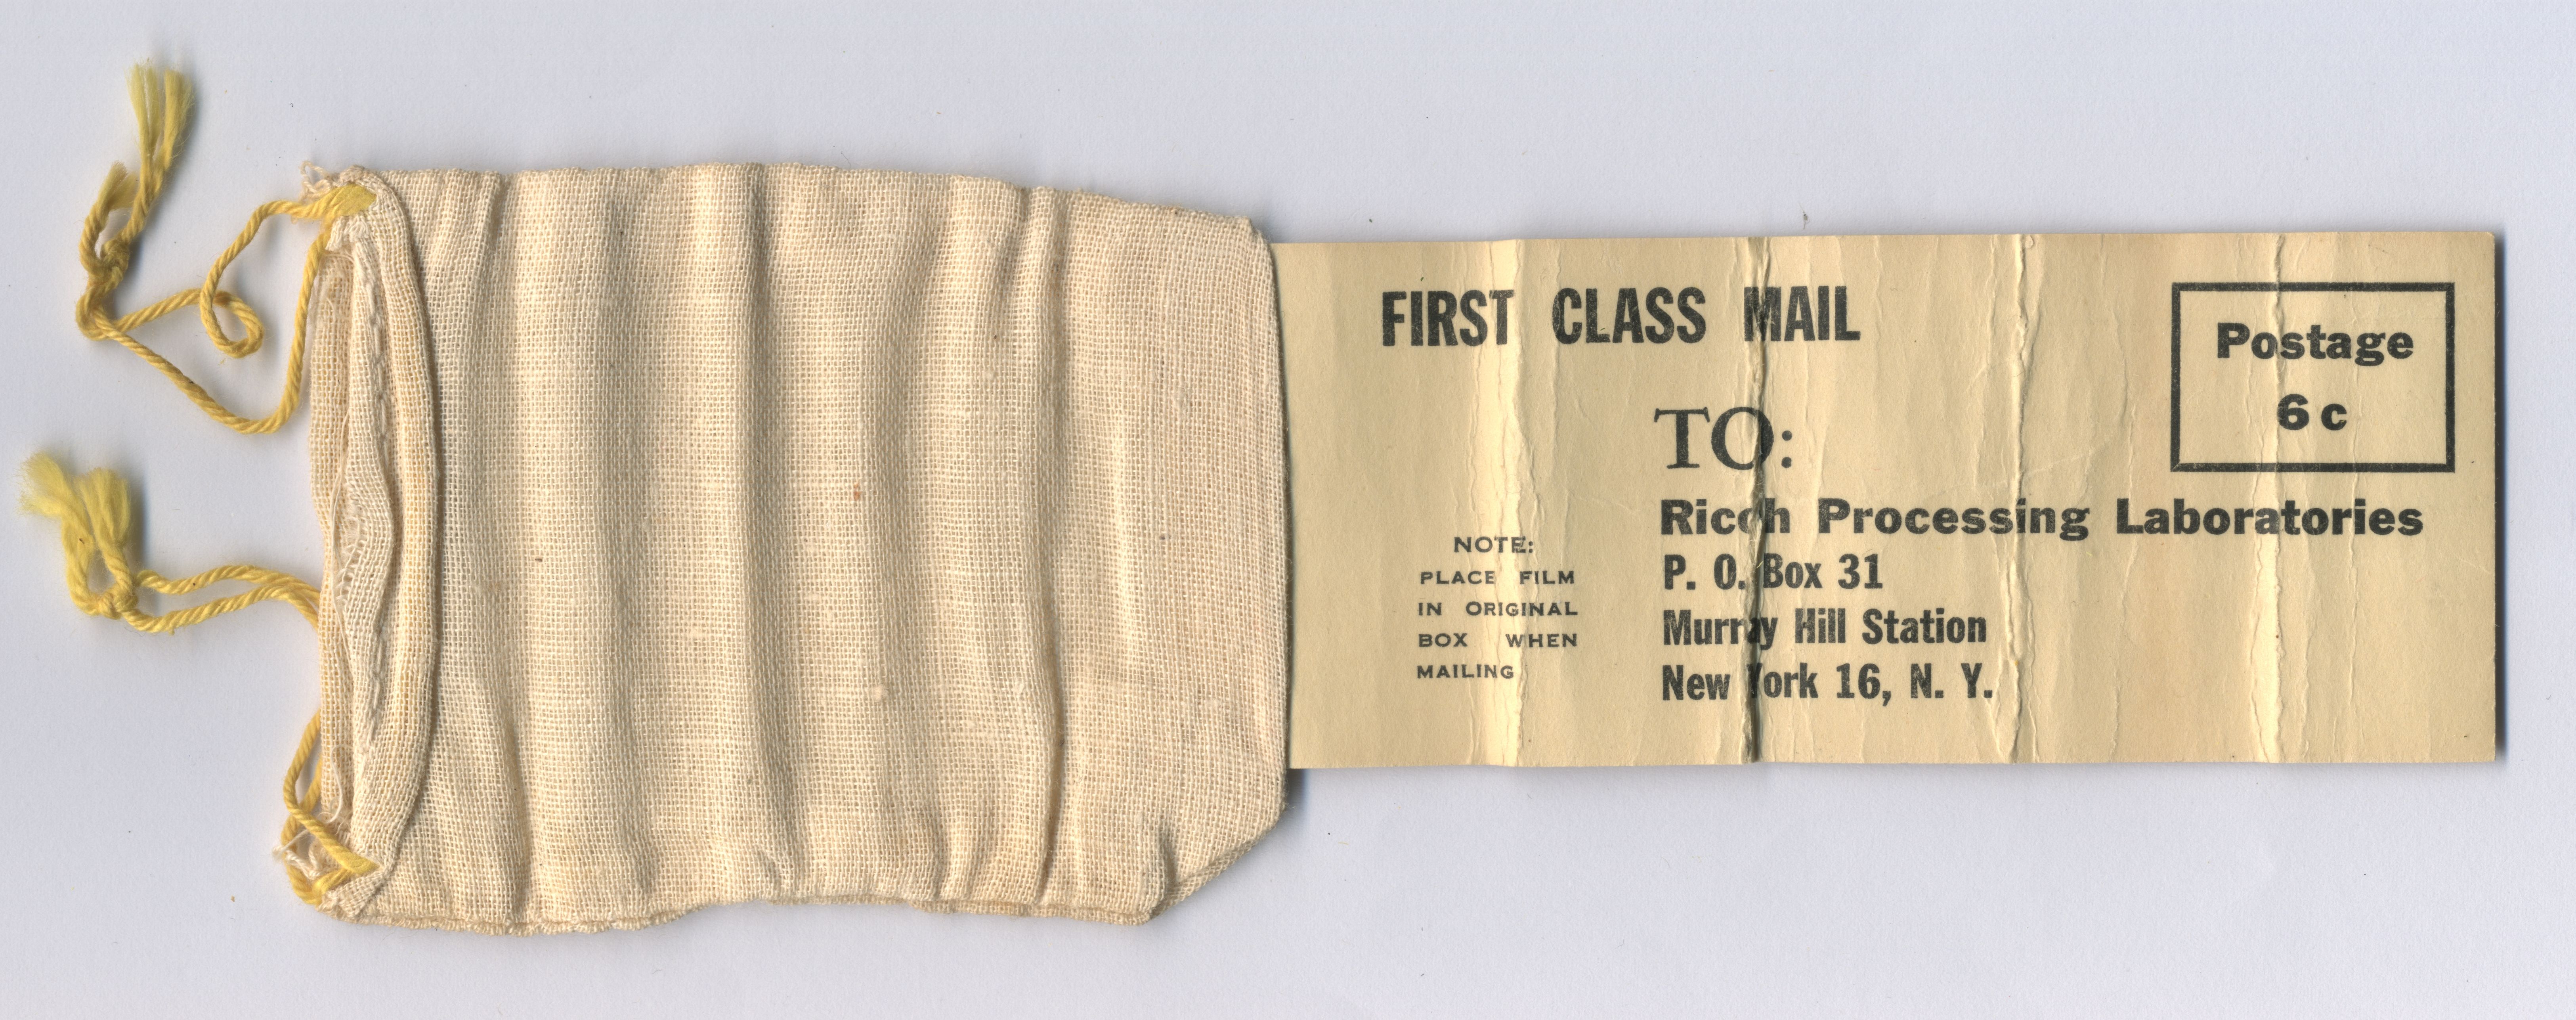 FIRST CLASS MAIL
Postage
6 c
TO:
Ricoh Processing Laboratories
P. O. Box 31
Murray Hill Station
New York 16, N. Y.
NOTE:
PLACE FILM
IN ORIGINAL
BOX WHEN
MAILING